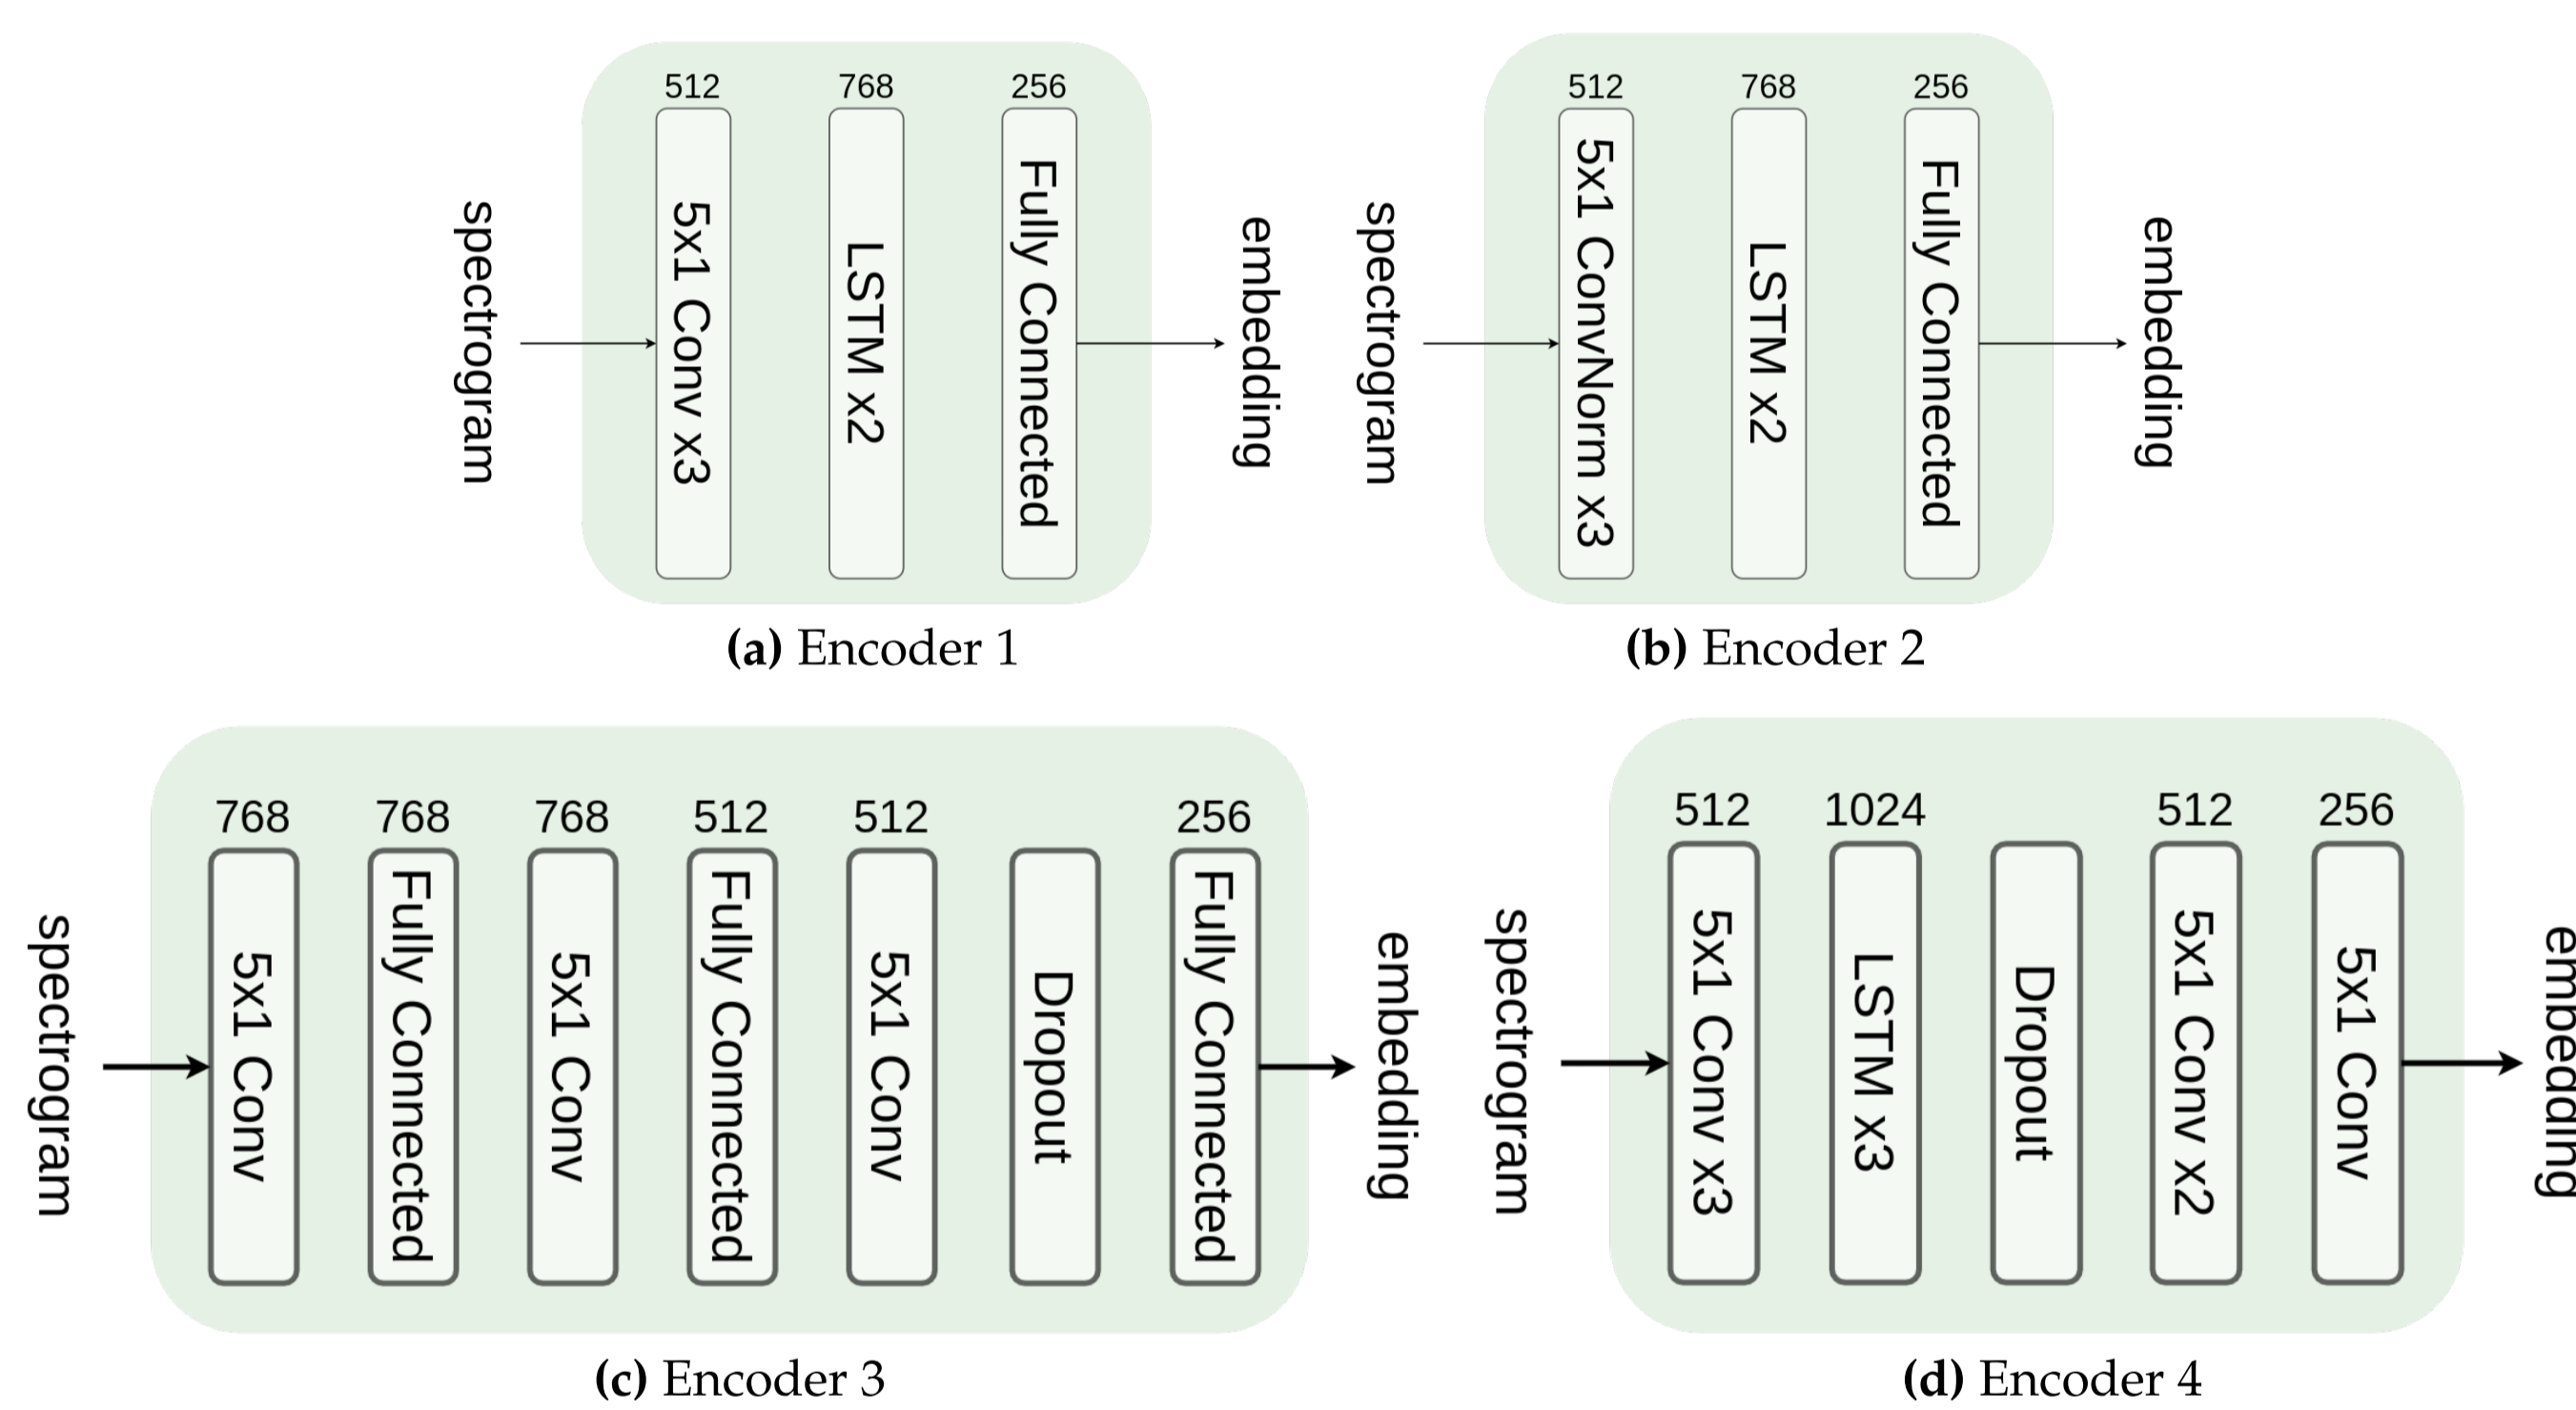 512 768 256
spectrogram
5x1 Conv x3
LSTM x2
Fully Connected
embedding
(a) Encoder 1
512 768 256
spectrogram
5x1 ConvNorm x3
LSTM x2
Fully Connected
embedding
(b) Encoder 2
768 768 768 512 512 256
spectrogram
5x1 Conv
Fully Connected
5x1 Conv
Fully Connected
5x1 Conv
Dropout
Fully Connected
embedding
(c) Encoder 3
512 1024 512 256
spectrogram
5x1 Conv x3
LSTM x3
Dropout
5x1 Conv x2
5x1 Conv
embedding
(d) Encoder 4